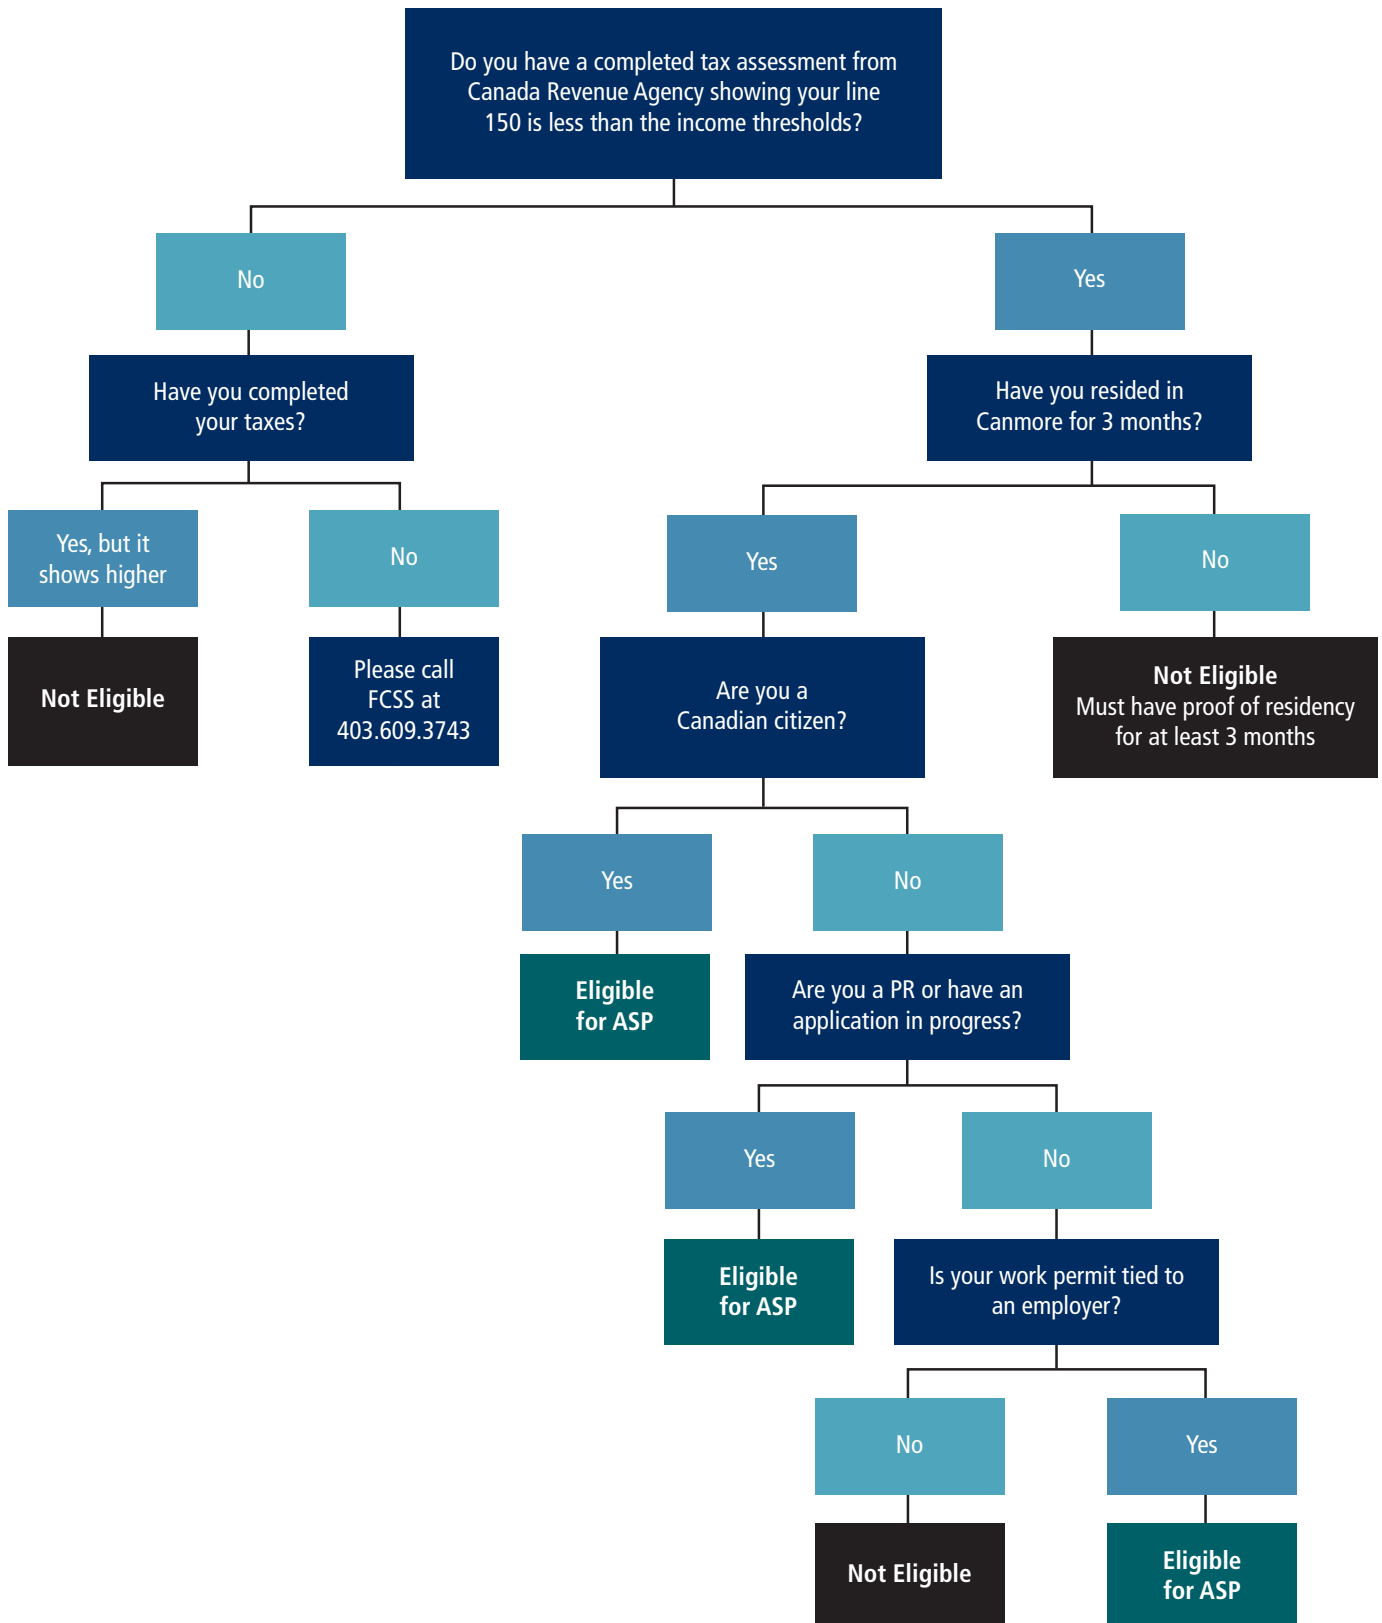 Do you have a completed tax assessment from
Canada Revenue Agency showing your line
150 is less than the income thresholds?
No
Yes
Have you completed
your taxes?
Have you resided in
Canmore for 3 months?
Yes, but it
shows higher
No
Yes
No
Not Eligible
Please call
FCSS at
403.609.3743
Are you a
Canadian citizen?
Not Eligible
Must have proof of residency
for at least 3 months
Yes
No
Eligible
for ASP
Are you a PR or have an
application in progress?
Yes
No
Eligible
for ASP
Is your work permit tied to
an employer?
No
Yes
Not Eligible
Eligible
for ASP